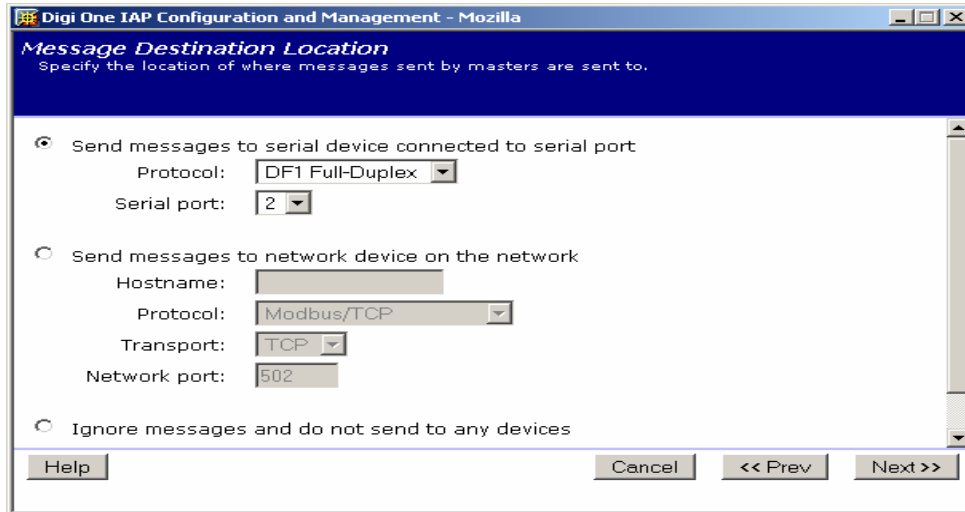 Digi One IAP Configuration and Management - Mozilla
Message Destination Location
Specify the location of where messages sent by masters are sent to.
Send messages to serial device connected to serial port
Protocol: DF1 Full-Duplex
Serial port: 2
Send messages to network device on the network
Hostname:
Protocol: Modbus/TCP
Transport: TCP
Network port: 502
Ignore messages and do not send to any devices
Help Cancel << Prev Next >>